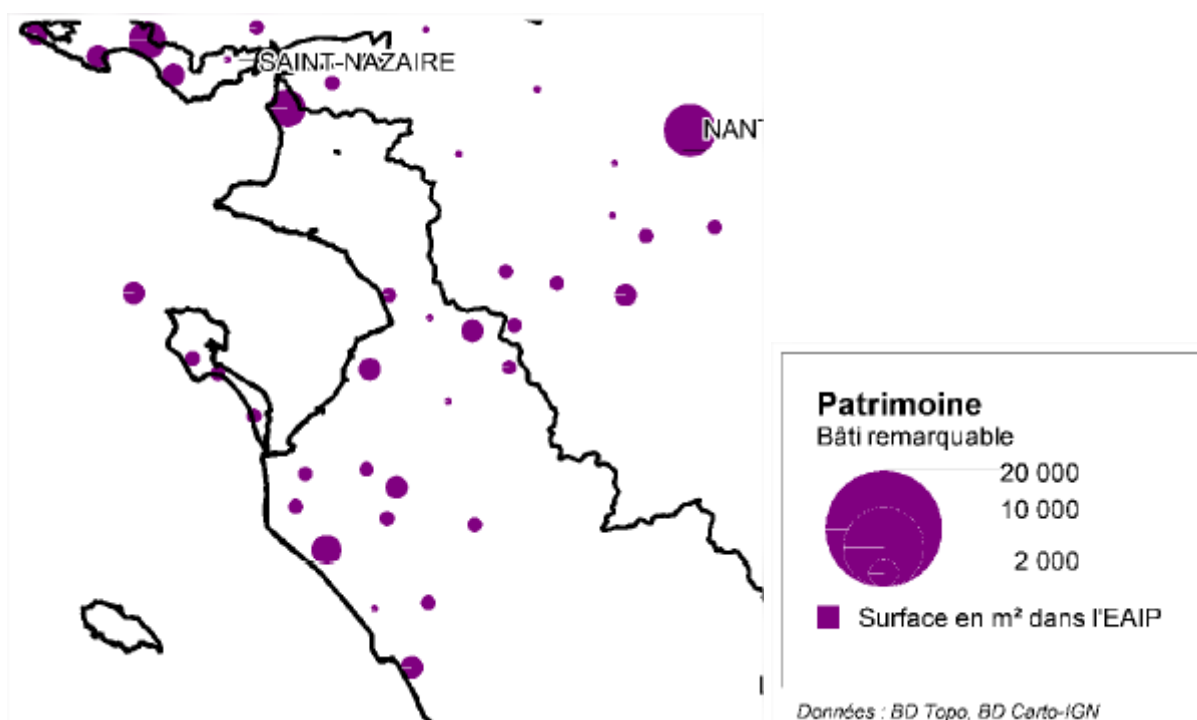 SAINT-NAZAIRE
NANT
Patrimoine
Bâti remarquable
20 000
10 000
2 000
Surface en m² dans l'EAIP
Données : BD Topo, BD Carto-IGN